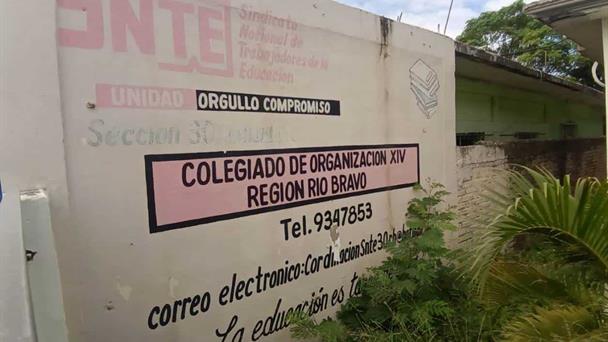 SNTE
Sindicato
Nacional de
Trabajadores de la
Educación
UNIDAD ORGULLO COMPROMISO
Sección 30
COLEGIADO DE ORGANIZACION XIV
REGION RIO BRAVO
Tel. 9347853
correo electronico:
La educación es